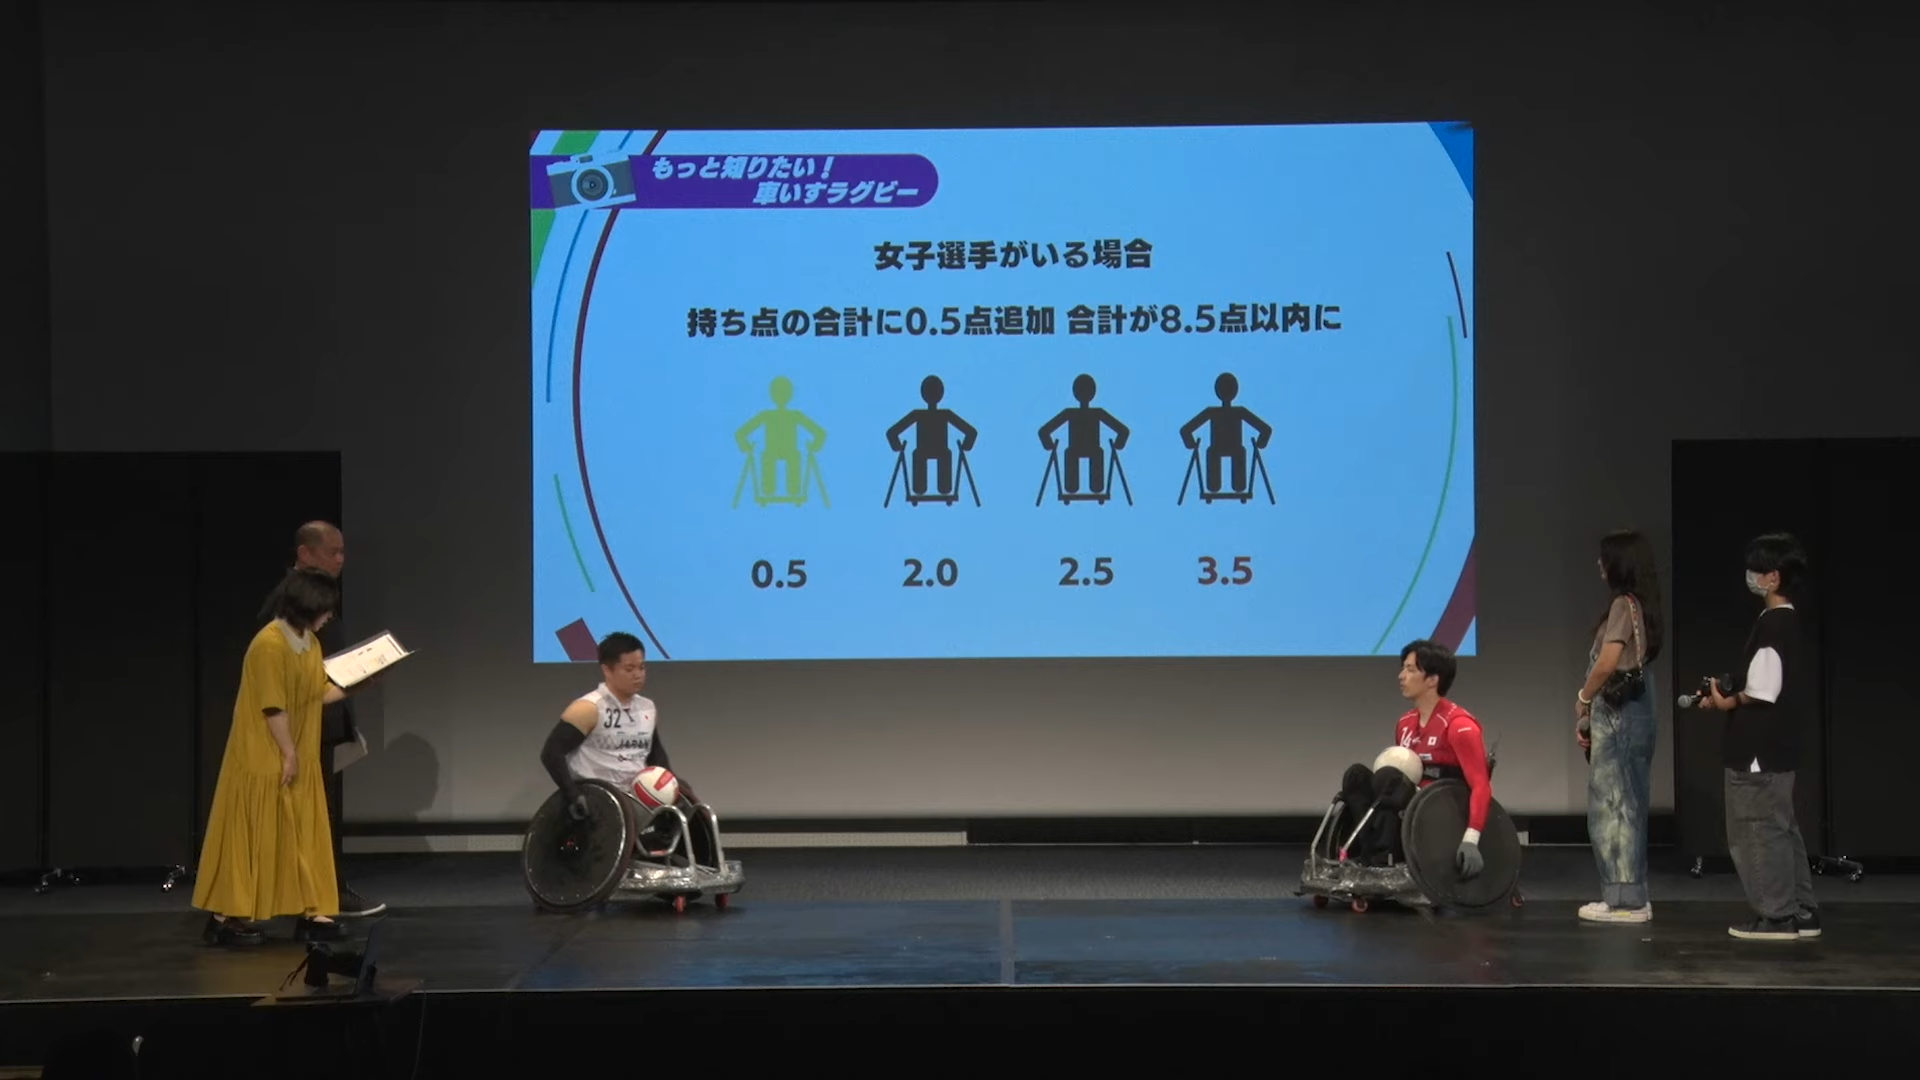 もっと知りたい!
車いすラグビー
女子選手がいる場合
持ち点の合計に0.5点追加 合計が8.5点以内に
0.5 2.0 2.5 3.5
32
JAPAN
14